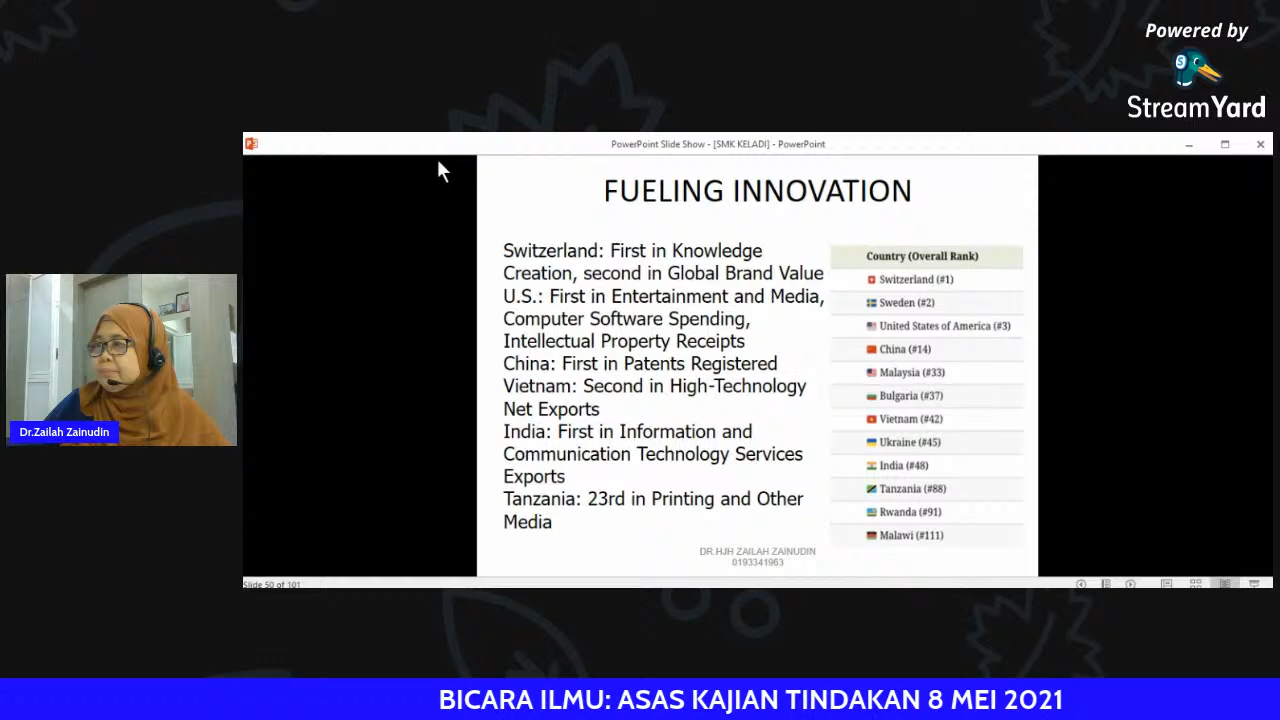 Powered by
StreamYard
PowerPoint Slide Show - [SMK KELADI] - PowerPoint
FUELING INNOVATION
Switzerland: First in Knowledge
Creation, second in Global Brand Value
U.S.: First in Entertainment and Media,
Computer Software Spending,
Intellectual Property Receipts
China: First in Patents Registered
Vietnam: Second in High-Technology
Net Exports
India: First in Information and
Communication Technology Services
Exports
Tanzania: 23rd in Printing and Other
Media
Country (Overall Rank)
Switzerland (#1)
Sweden (#2)
United States of America (#3)
China (#14)
Malaysia (#33)
Bulgaria (#37)
Vietnam (#42)
Ukraine (#45)
India (#48)
Tanzania (#88)
Rwanda (#91)
Malawi (#111)
DR.HJH ZAILAH ZAINUDIN
0193341963
Slide 50 of 101
Dr.Zailah Zainudin
BICARA ILMU: ASAS KAJIAN TINDAKAN 8 MEI 2021